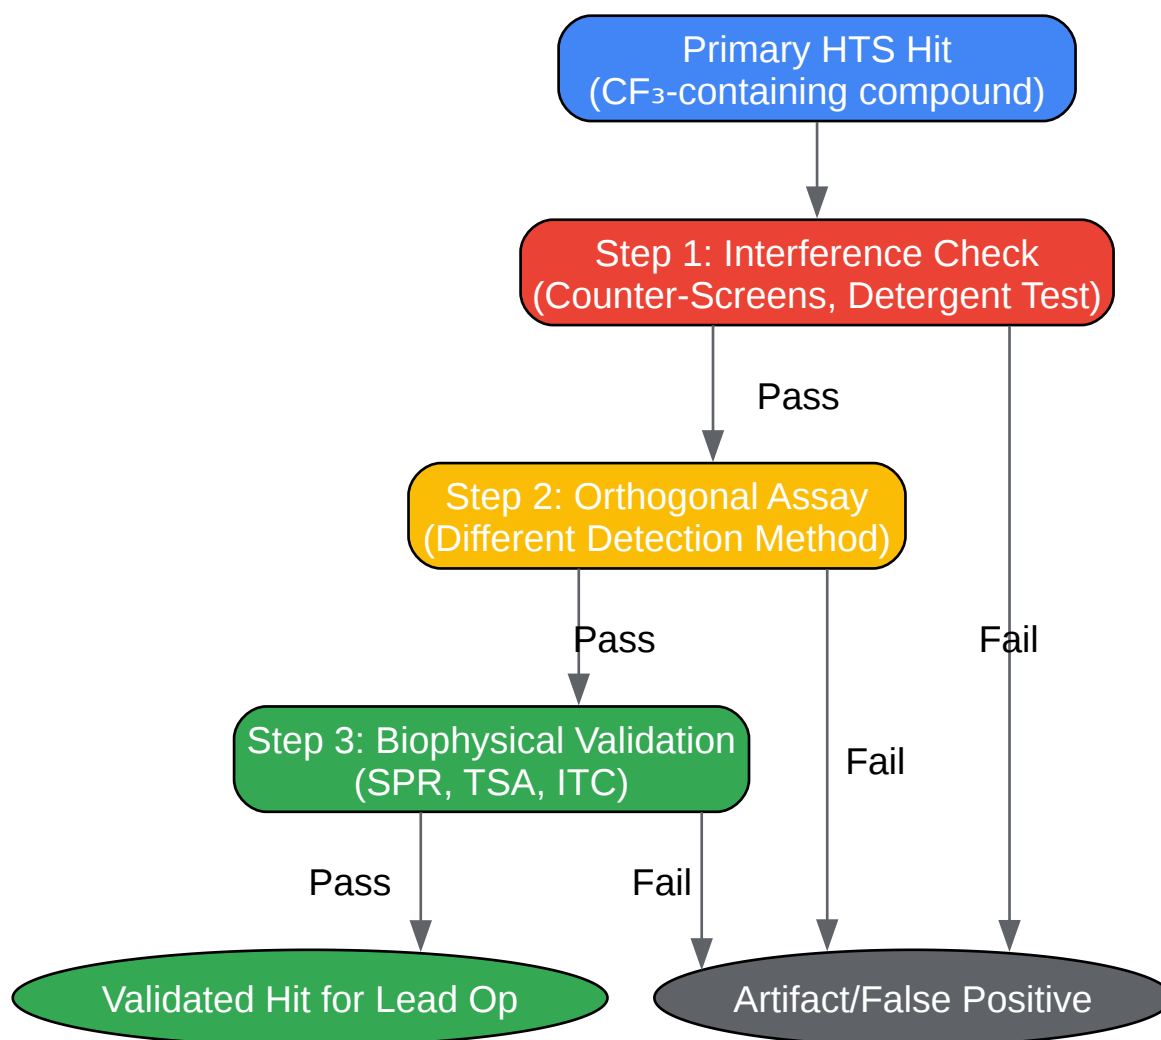 Primary HTS Hit
(CF₃-containing compound)
Step 1: Interference Check
(Counter-Screens, Detergent Test)
Pass
Step 2: Orthogonal Assay
(Different Detection Method)
Pass
Fail
Step 3: Biophysical Validation
(SPR, TSA, ITC)
Fail
Pass
Fail
Validated Hit for Lead Op
Artifact/False Positive